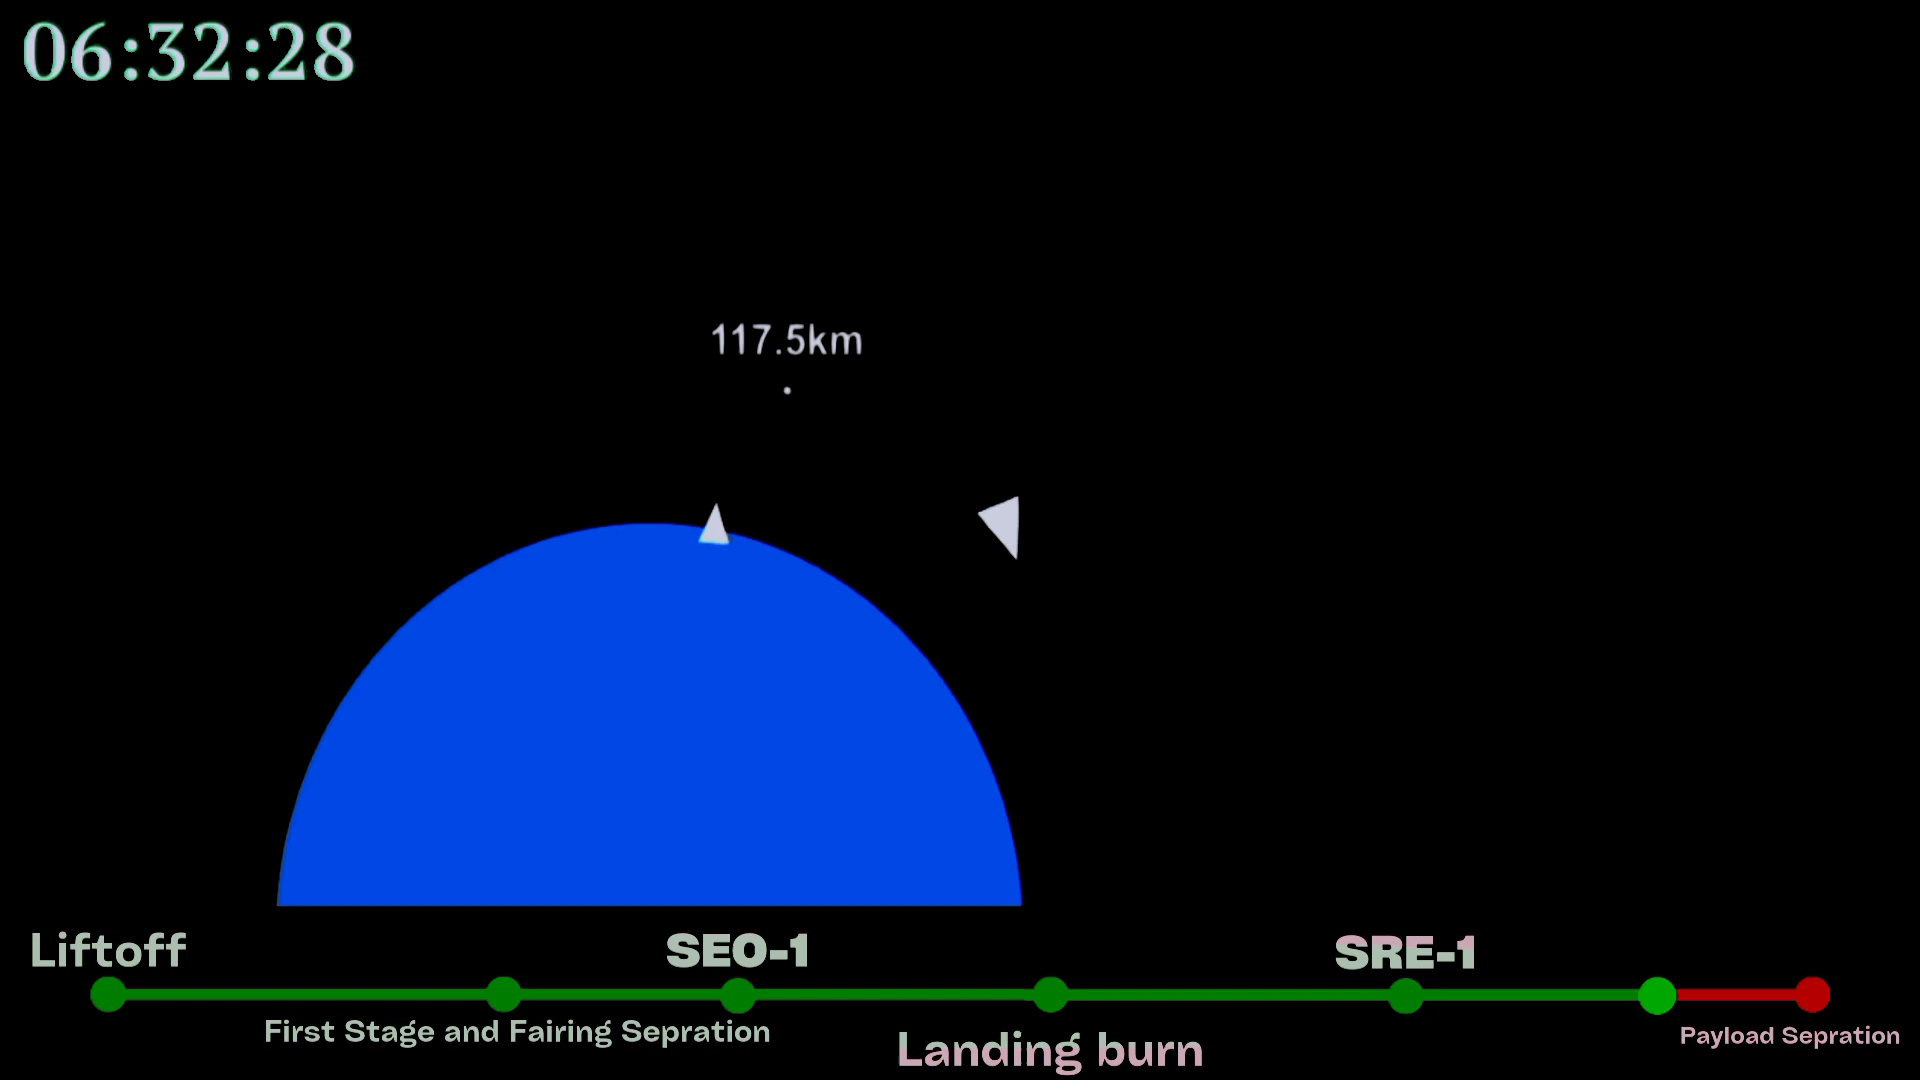 06:32:28
117.5km
Liftoff
SEO-1
SRE-1
First Stage and Fairing Sepration
Landing burn
Payload Sepration